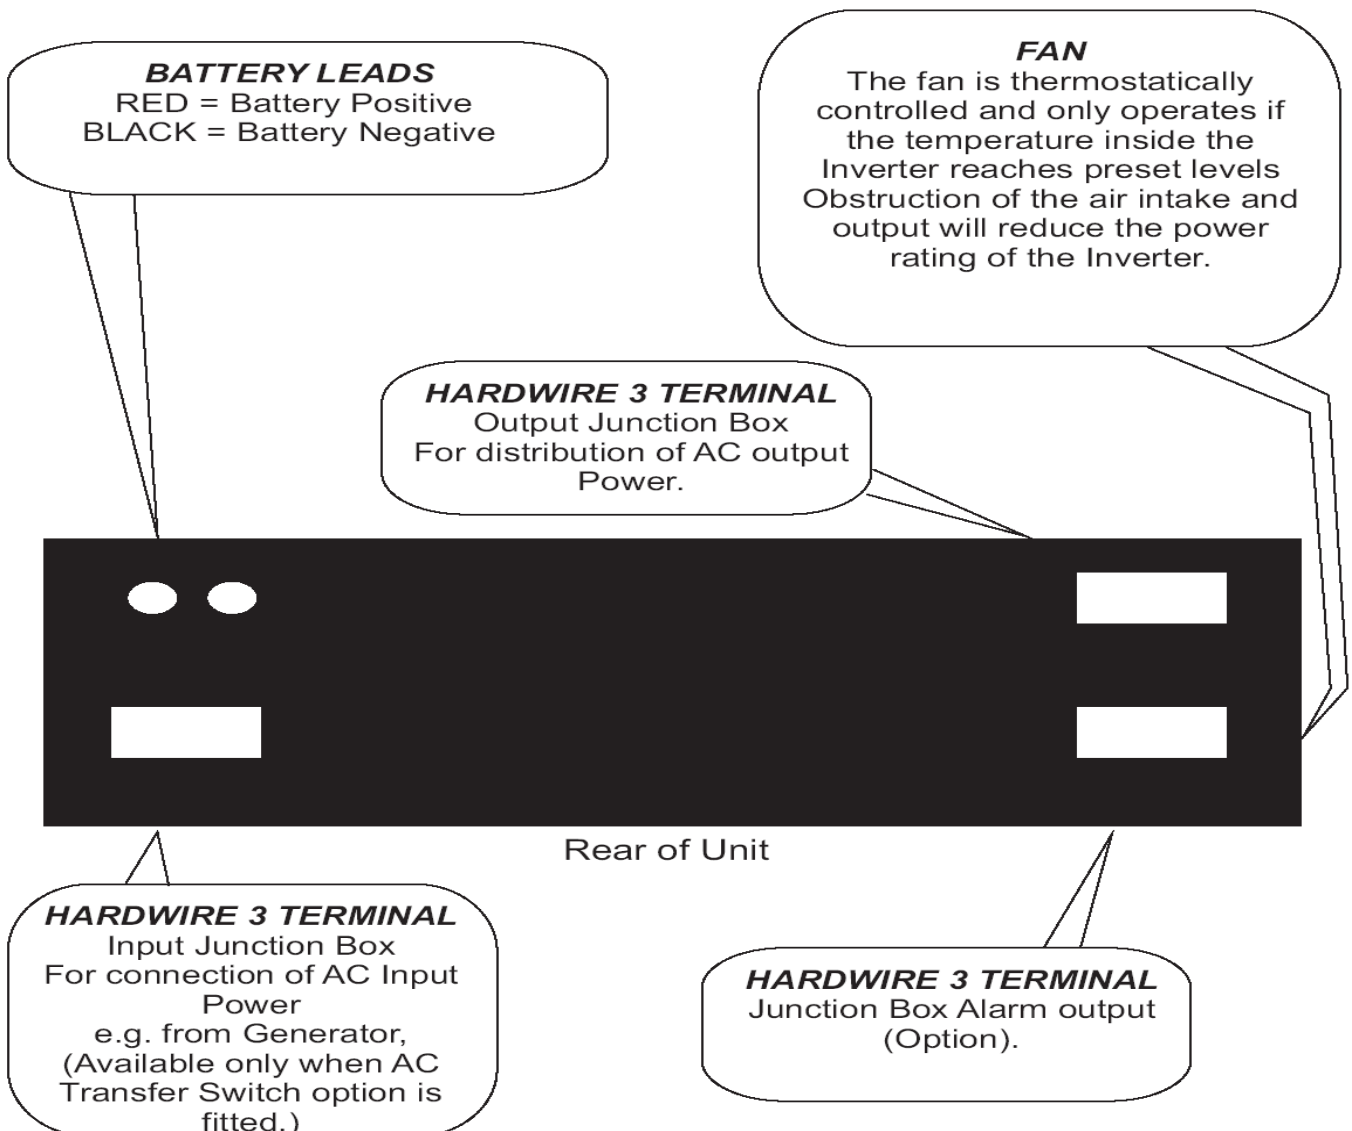 BATTERY LEADS
RED = Battery Positive
BLACK = Battery Negative
FAN
The fan is thermostatically
controlled and only operates if
the temperature inside the
Inverter reaches preset levels
Obstruction of the air intake and
output will reduce the power
rating of the Inverter.
HARDWIRE 3 TERMINAL
Output Junction Box
For distribution of AC output
Power.
Rear of Unit
HARDWIRE 3 TERMINAL
Input Junction Box
For connection of AC Input
Power
e.g. from Generator,
(Available only when AC
Transfer Switch option is
fitted.)
HARDWIRE 3 TERMINAL
Junction Box Alarm output
(Option).